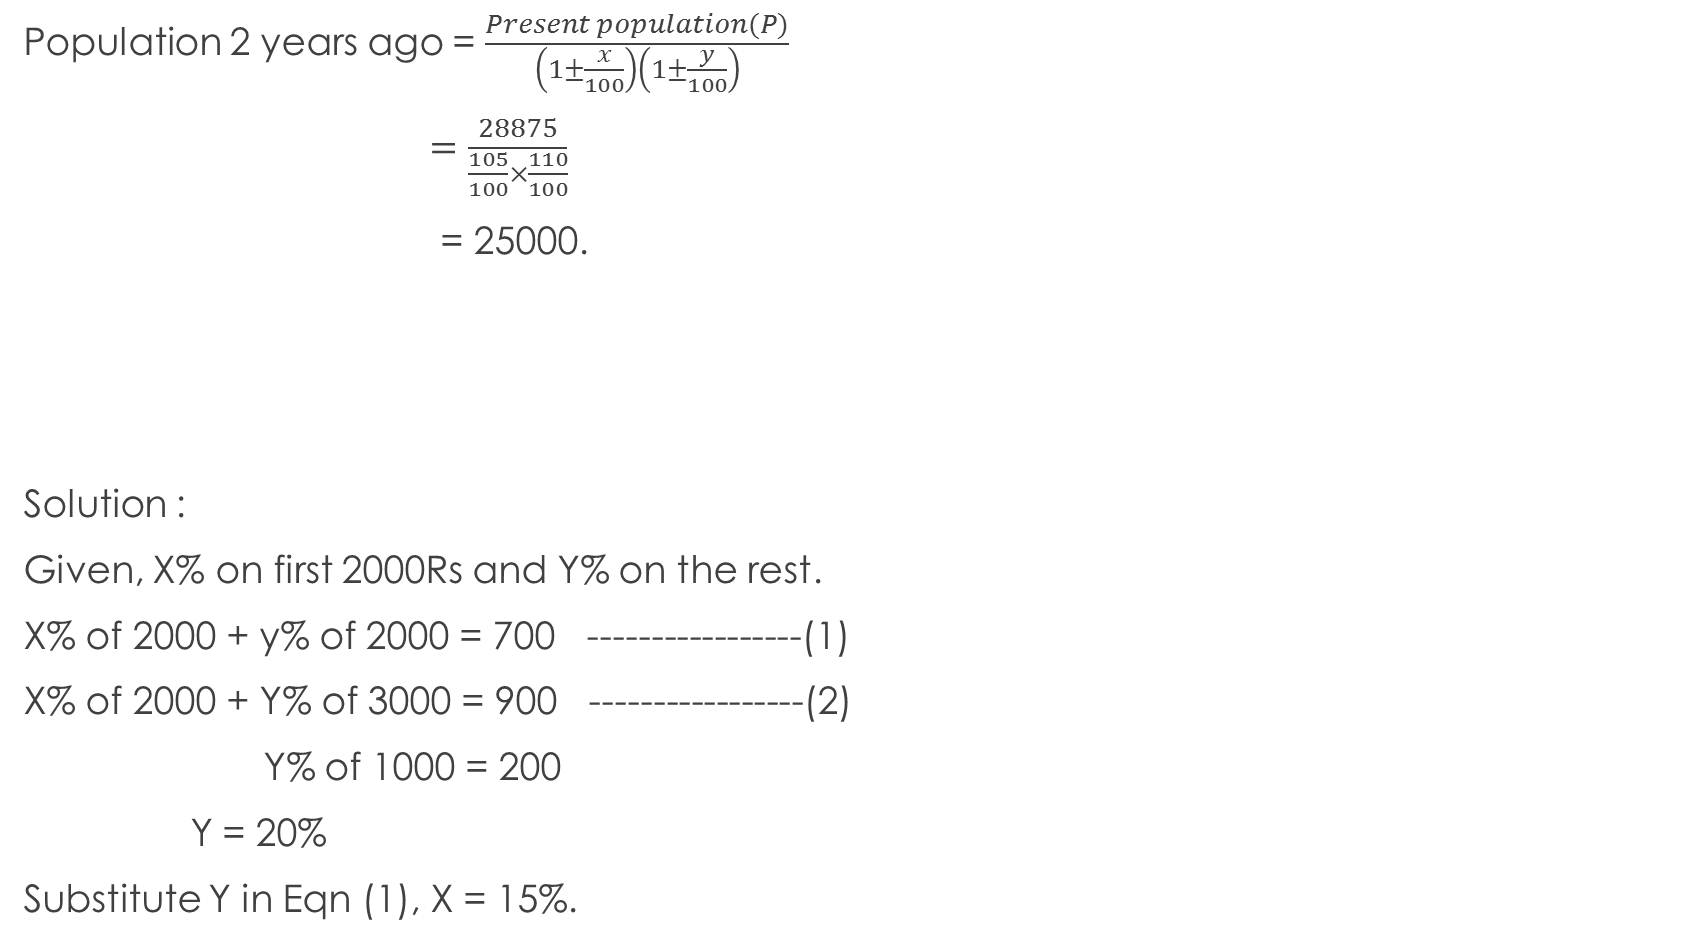 Population 2 years ago = Present population(P) / (1±x/100)(1±y/100)
= 28875 / 105/100 × 110/100
= 25000.
Solution :
Given, X% on first 2000Rs and Y% on the rest.
X% of 2000 + y% of 2000 = 700 -----------------(1)
X% of 2000 + Y% of 3000 = 900 -----------------(2)
Y% of 1000 = 200
Y = 20%
Substitute Y in Eqn (1), X = 15%.